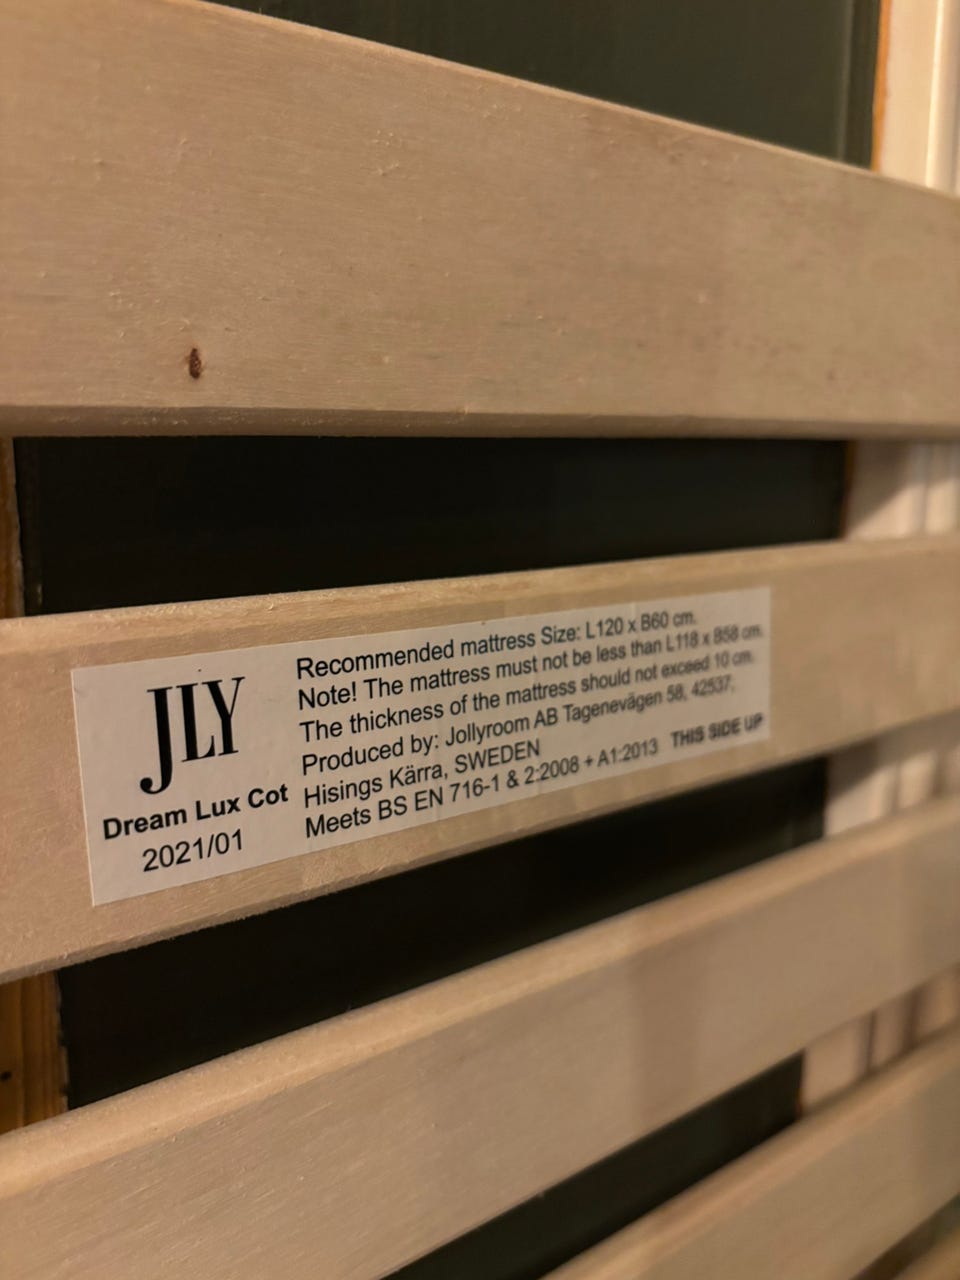 JLY
Dream Lux Cot
2021/01
Recommended mattress Size: L120 x B60 cm.
Note! The mattress must not be less than L118 x B58 cm.
The thickness of the mattress should not exceed 10 cm.
Produced by: Jollyroom AB Tagenevägen 58, 42537,
Hisings Kärra, SWEDEN
Meets BS EN 716-1 & 2:2008 + A1:2013 THIS SIDE UP